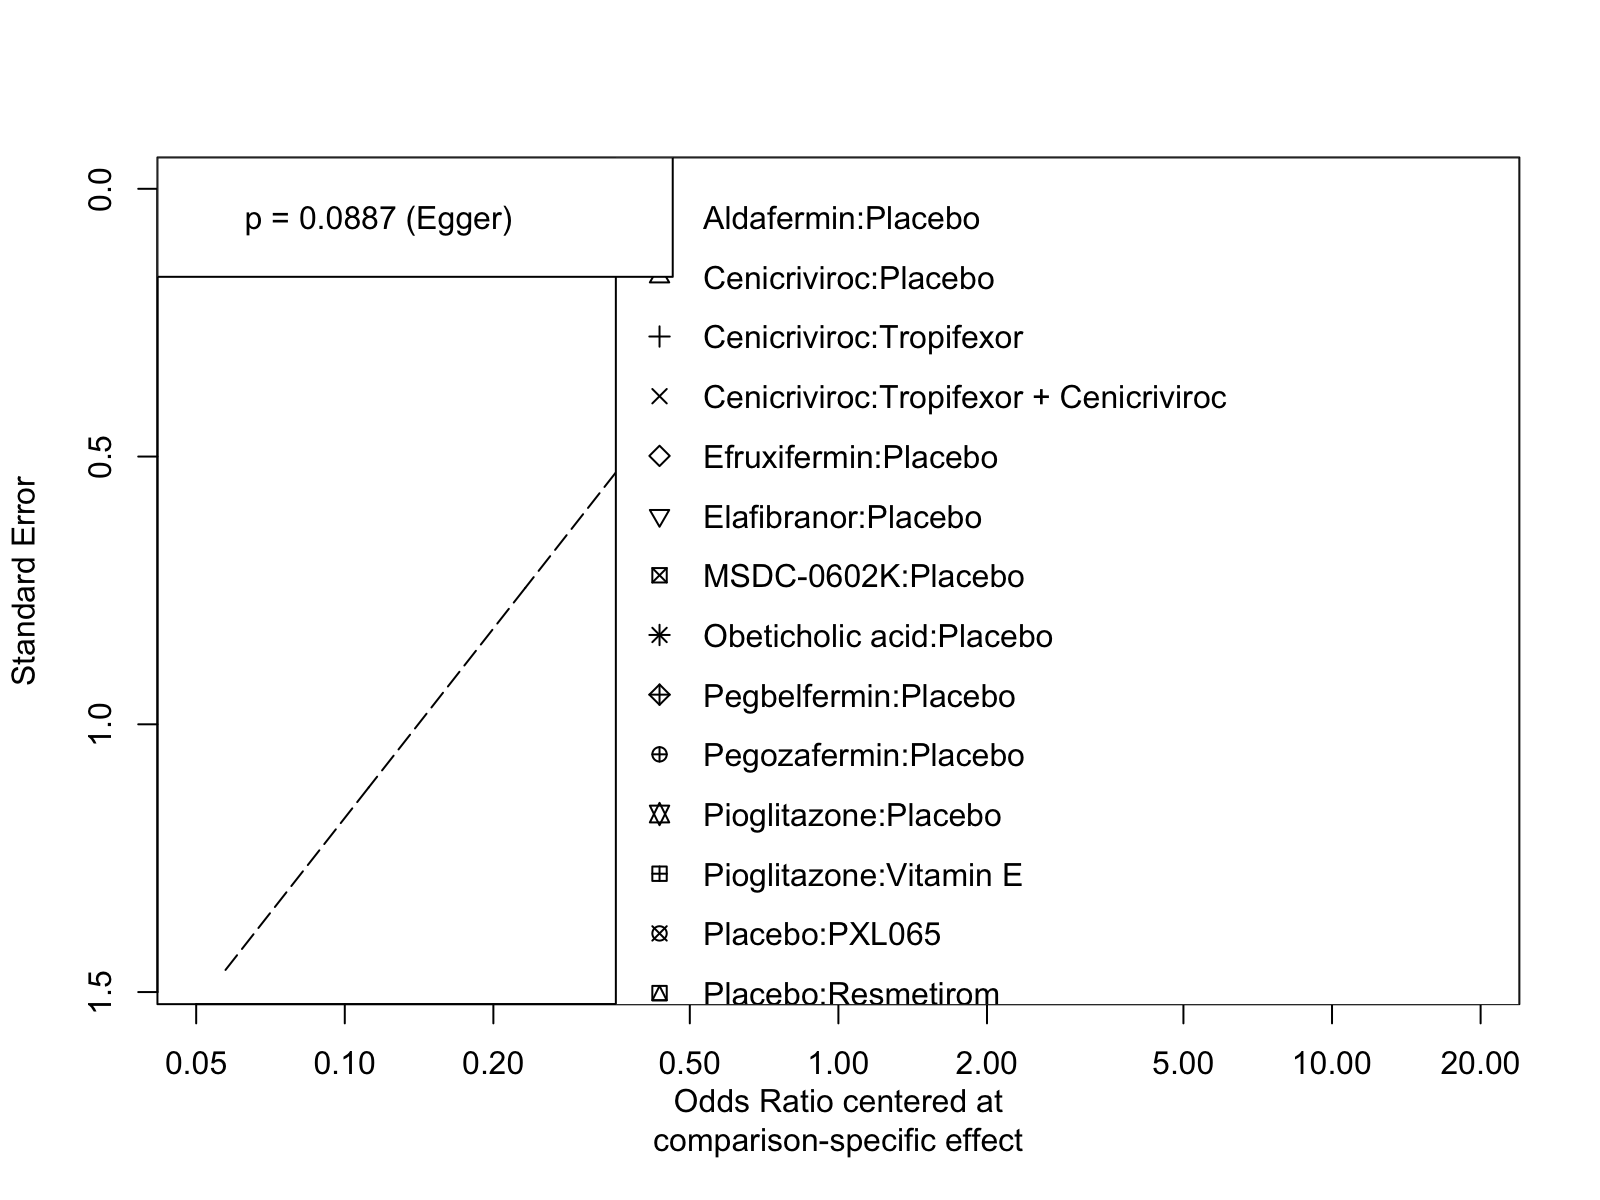 p = 0.0887 (Egger)
Aldafermin:Placebo
Cenicriviroc:Placebo
Cenicriviroc:Tropifexor
Cenicriviroc:Tropifexor + Cenicriviroc
Efruxifermin:Placebo
Elafibranor:Placebo
MSDC-0602K:Placebo
Obeticholic acid:Placebo
Pegbelfermin:Placebo
Pegozafermin:Placebo
Pioglitazone:Placebo
Pioglitazone:Vitamin E
Placebo:PXL065
Placebo:Resmetirom
0.0
0.5
1.0
1.5
Standard Error
0.05 0.10 0.20 0.50 1.00 2.00 5.00 10.00 20.00
Odds Ratio centered at
comparison-specific effect